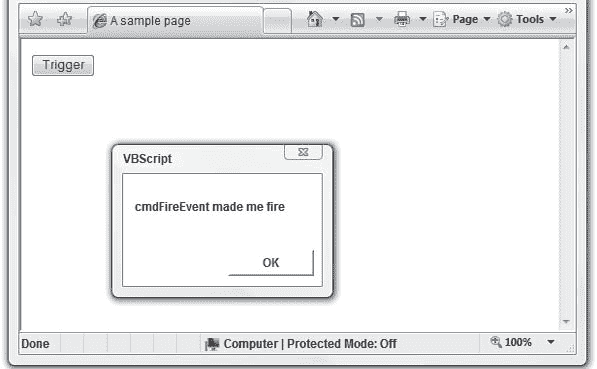 A sample page
Page
Tools
»
Trigger
VBScript
cmdFireEvent made me fire
OK
Done
Computer | Protected Mode: Off
100%